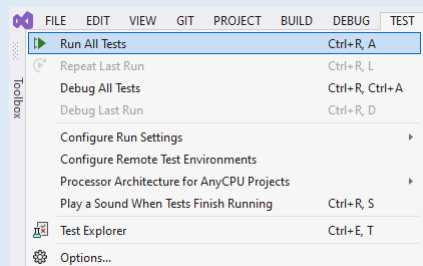 FILE EDIT VIEW GIT PROJECT BUILD DEBUG TEST
Run All Tests Ctrl+R, A
Repeat Last Run Ctrl+R, L
Debug All Tests Ctrl+R, Ctrl+A
Debug Last Run Ctrl+R, D
Configure Run Settings
Configure Remote Test Environments
Processor Architecture for AnyCPU Projects
Play a Sound When Tests Finish Running Ctrl+R, S
Test Explorer Ctrl+E, T
Options...
Toolbox